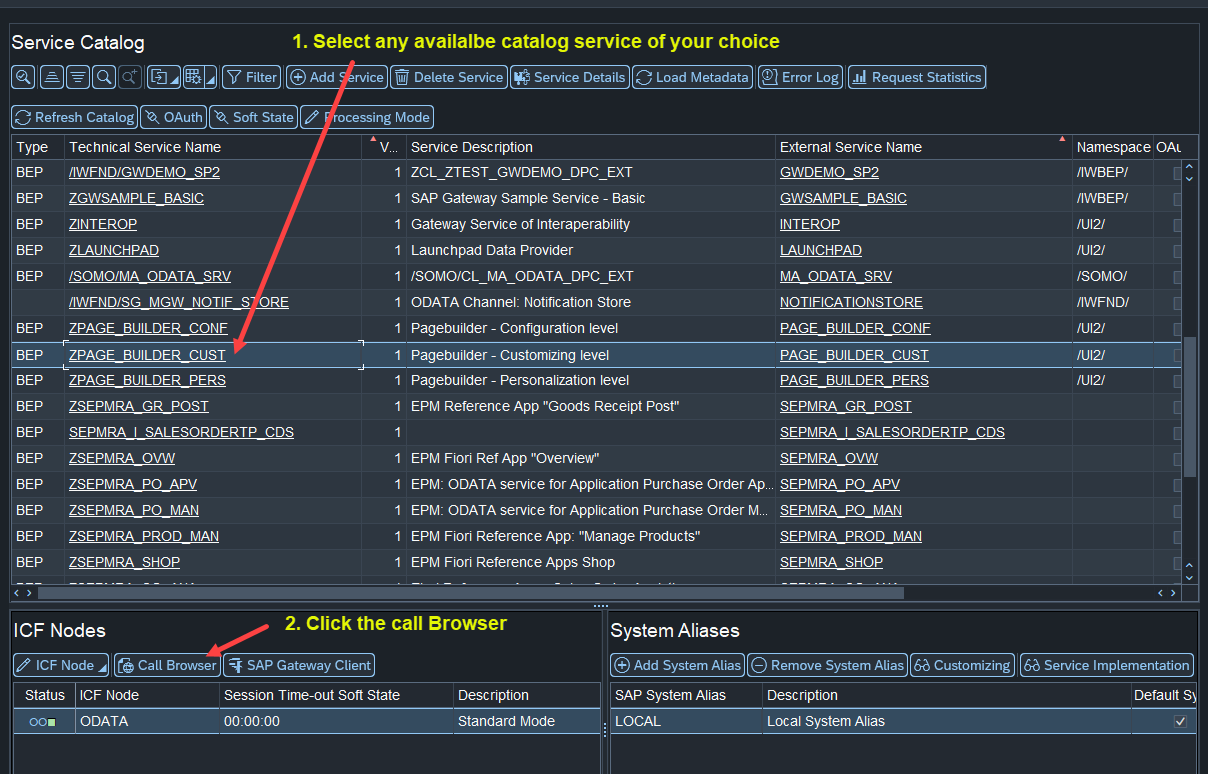 Service Catalog
1. Select any availalbe catalog service of your choice
Filter Add Service Delete Service Service Details Load Metadata Error Log Request Statistics
Refresh Catalog OAuth Soft State Processing Mode
Type Technical Service Name V... Service Description External Service Name Namespace OAu
BEP /IWFND/GWDEMO_SP2 1 ZCL_ZTEST_GWDEMO_DPC_EXT GWDEMO_SP2 /IWBEP/
BEP ZGWSAMPLE_BASIC 1 SAP Gateway Sample Service - Basic GWSAMPLE_BASIC /IWBEP/
BEP ZINTEROP 1 Gateway Service of Interaperability INTEROP /UI2/
BEP ZLAUNCHPAD 1 Launchpad Data Provider LAUNCHPAD /UI2/
BEP /SOMO/MA_ODATA_SRV 1 /SOMO/CL_MA_ODATA_DPC_EXT MA_ODATA_SRV /SOMO/
/IWFND/SG_MGW_NOTIF_STORE 1 ODATA Channel: Notification Store NOTIFICATIONSTORE /IWFND/
BEP ZPAGE_BUILDER_CONF 1 Pagebuilder - Configuration level PAGE_BUILDER_CONF /UI2/
BEP ZPAGE_BUILDER_CUST 1 Pagebuilder - Customizing level PAGE_BUILDER_CUST /UI2/
BEP ZPAGE_BUILDER_PERS 1 Pagebuilder - Personalization level PAGE_BUILDER_PERS /UI2/
BEP ZSEPMRA_GR_POST 1 EPM Reference App "Goods Receipt Post" SEPMRA_GR_POST
BEP SEPMRA_I_SALESORDERTP_CDS 1 SEPMRA_I_SALESORDERTP_CDS
BEP ZSEPMRA_OVW 1 EPM Fiori Ref App "Overview" SEPMRA_OVW
BEP ZSEPMRA_PO_APV 1 EPM: ODATA service for Application Purchase Order Ap... SEPMRA_PO_APV
BEP ZSEPMRA_PO_MAN 1 EPM: ODATA service for Application Purchase Order M... SEPMRA_PO_MAN
BEP ZSEPMRA_PROD_MAN 1 EPM Fiori Reference App: "Manage Products" SEPMRA_PROD_MAN
BEP ZSEPMRA_SHOP 1 EPM Fiori Reference Apps Shop SEPMRA_SHOP
ICF Nodes
2. Click the call Browser
ICF Node Call Browser SAP Gateway Client
Status ICF Node Session Time-out Soft State Description
ODATA 00:00:00 Standard Mode
System Aliases
Add System Alias Remove System Alias Customizing Service Implementation
SAP System Alias Description Default Sy
LOCAL Local System Alias